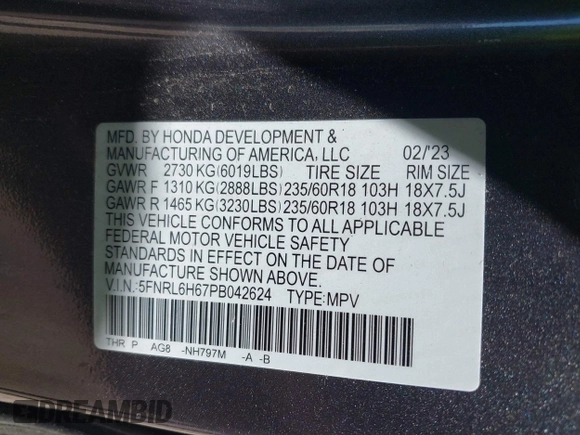 MFD. BY HONDA DEVELOPMENT &
MANUFACTURING OF AMERICA, LLC 02/'23
GVWR 2730 KG(6019LBS) TIRE SIZE RIM SIZE
GAWR F 1310 KG(2888LBS) 235/60R18 103H 18X7.5J
GAWR R 1465 KG(3230LBS) 235/60R18 103H 18X7.5J
THIS VEHICLE CONFORMS TO ALL APPLICABLE
FEDERAL MOTOR VEHICLE SAFETY
STANDARDS IN EFFECT ON THE DATE OF
MANUFACTURE SHOWN ABOVE.
V.I.N.:5FNRL6H67PB042624 TYPE:MPV
THR P AG8 -NH797M -A -B
DREAMBID